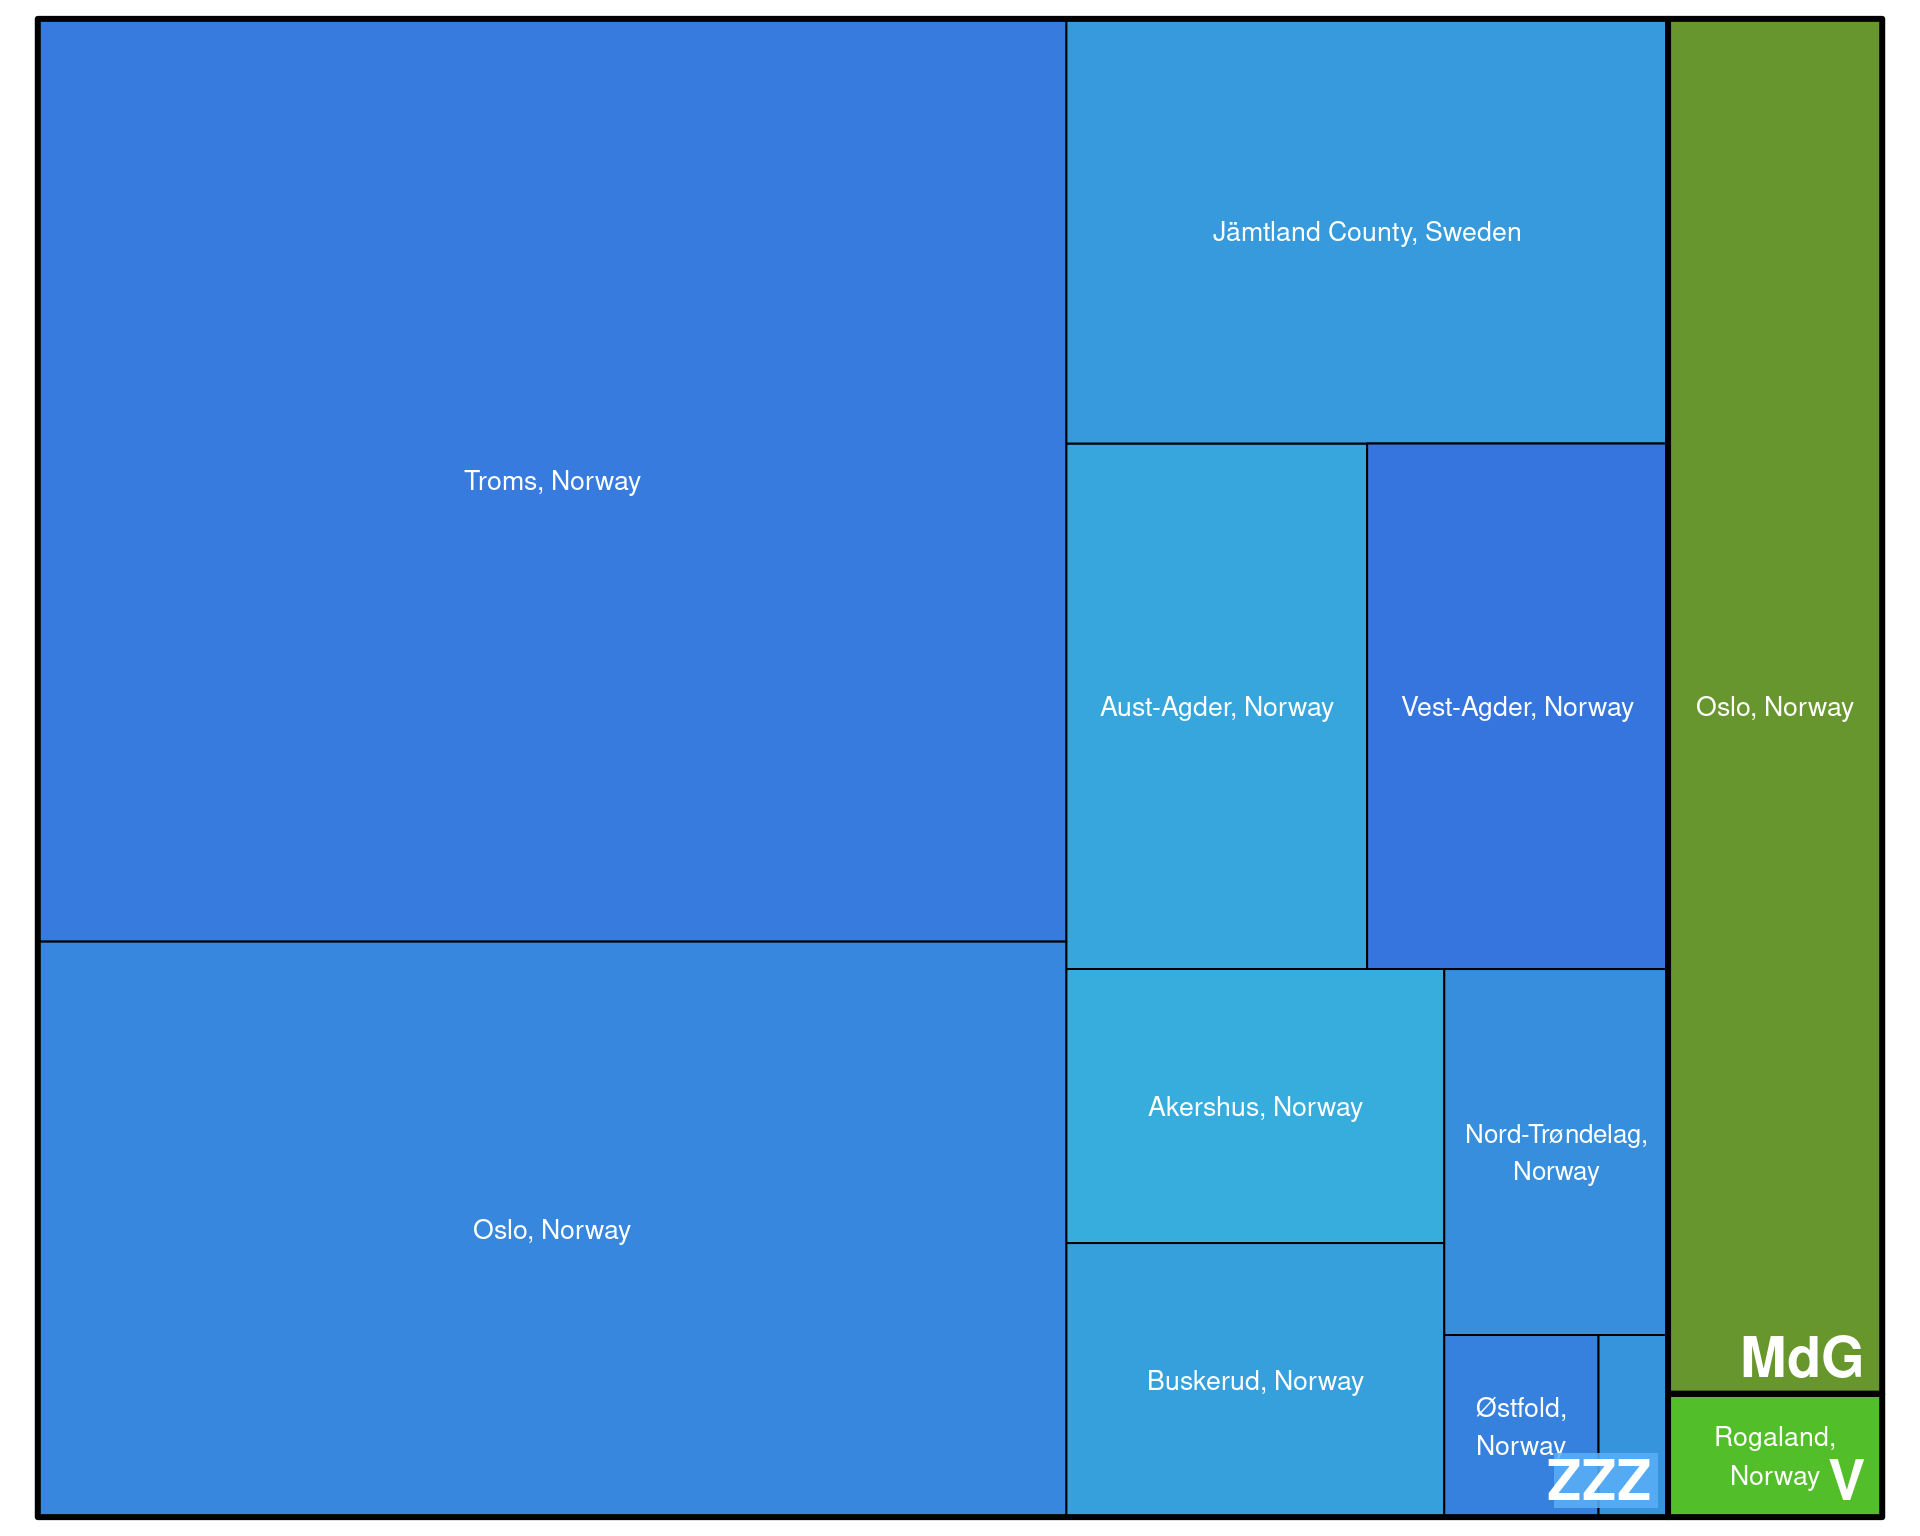 Troms, Norway
Oslo, Norway
Jämtland County, Sweden
Aust-Agder, Norway
Vest-Agder, Norway
Akershus, Norway
Buskerud, Norway
Nord-Trøndelag,
Norway
Østfold,
Norway
ZZZ
Oslo, Norway
MdG
Rogaland,
Norway
V